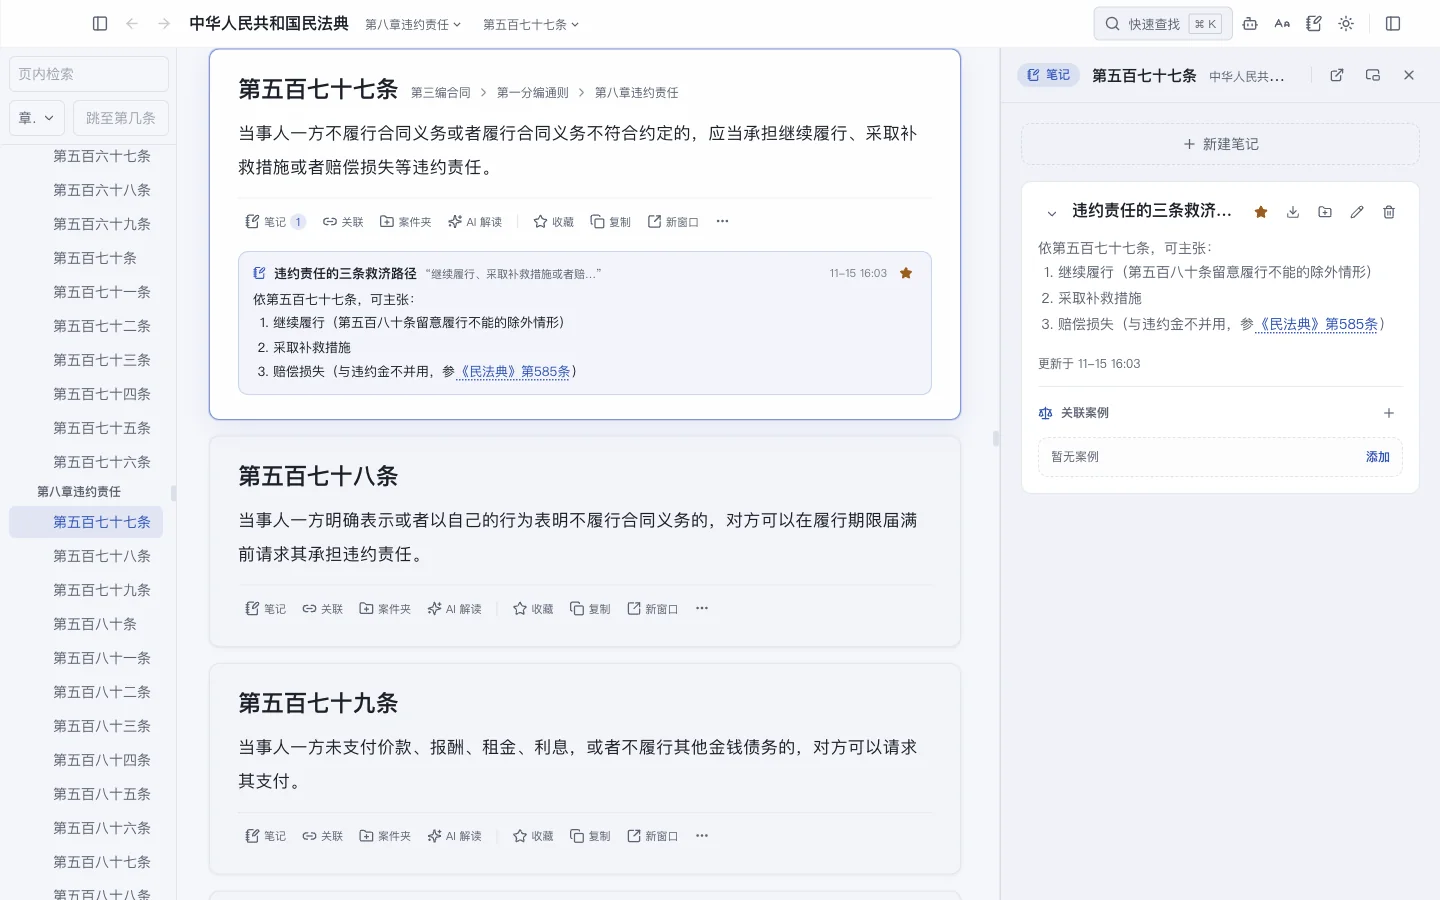 中华人民共和国民法典
第八章违约责任
第五百七十七条
快速查找
⌘ K
页内检索
章.
跳至第几条
第五百六十七条
第五百六十八条
第五百六十九条
第五百七十条
第五百七十一条
第五百七十二条
第五百七十三条
第五百七十四条
第五百七十五条
第五百七十六条
第八章违约责任
第五百七十七条
第五百七十八条
第五百七十九条
第五百八十条
第五百八十一条
第五百八十二条
第五百八十三条
第五百八十四条
第五百八十五条
第五百八十六条
第五百八十七条
第五百八十八条
第五百七十七条 第三编合同 > 第一分编通则 > 第八章违约责任
当事人一方不履行合同义务或者履行合同义务不符合约定的，应当承担继续履行、采取补
救措施或者赔偿损失等违约责任。
笔记 1 关联 案件夹 AI 解读 收藏 复制 新窗口 ···
违约责任的三条救济路径 “继续履行、采取补救措施或者赔...” 11-15 16:03
依第五百七十七条，可主张：
1. 继续履行（第五百八十条留意履行不能的除外情形）
2. 采取补救措施
3. 赔偿损失（与违约金不并用，参《民法典》第585条）
第五百七十八条
当事人一方明确表示或者以自己的行为表明不履行合同义务的，对方可以在履行期限届满
前请求其承担违约责任。
笔记 关联 案件夹 AI 解读 收藏 复制 新窗口 ···
第五百七十九条
当事人一方未支付价款、报酬、租金、利息，或者不履行其他金钱债务的，对方可以请求
其支付。
笔记 关联 案件夹 AI 解读 收藏 复制 新窗口 ···
笔记 第五百七十七条 中华人民共...
+ 新建笔记
违约责任的三条救济...
依第五百七十七条，可主张：
1. 继续履行（第五百八十条留意履行不能的除外情形）
2. 采取补救措施
3. 赔偿损失（与违约金不并用，参《民法典》第585条）
更新于 11-15 16:03
关联案例
暂无案例 添加